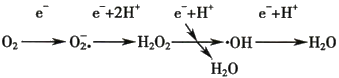 e⁻ e⁻+2H⁺ e⁻+H⁺ e⁻+H⁺
O₂ → O₂⁻· → H₂O₂ → ·OH → H₂O
H₂O